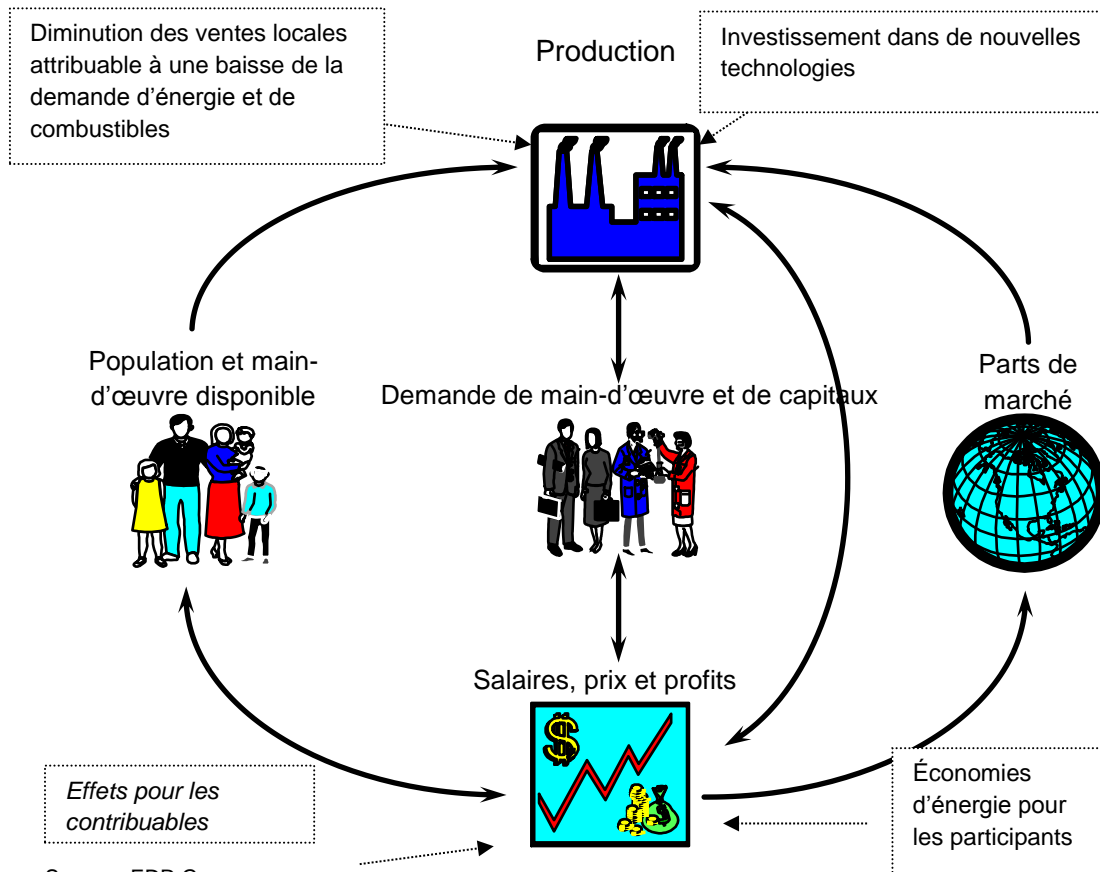 Diminution des ventes locales
attribuable à une baisse de la
demande d’énergie et de
combustibles
Production
Investissement dans de nouvelles
technologies
Population et main-
d’œuvre disponible
Demande de main-d’œuvre et de capitaux
Parts de
marché
Salaires, prix et profits
$
$
Effets pour les
contribuables
Économies
d’énergie pour
les participants